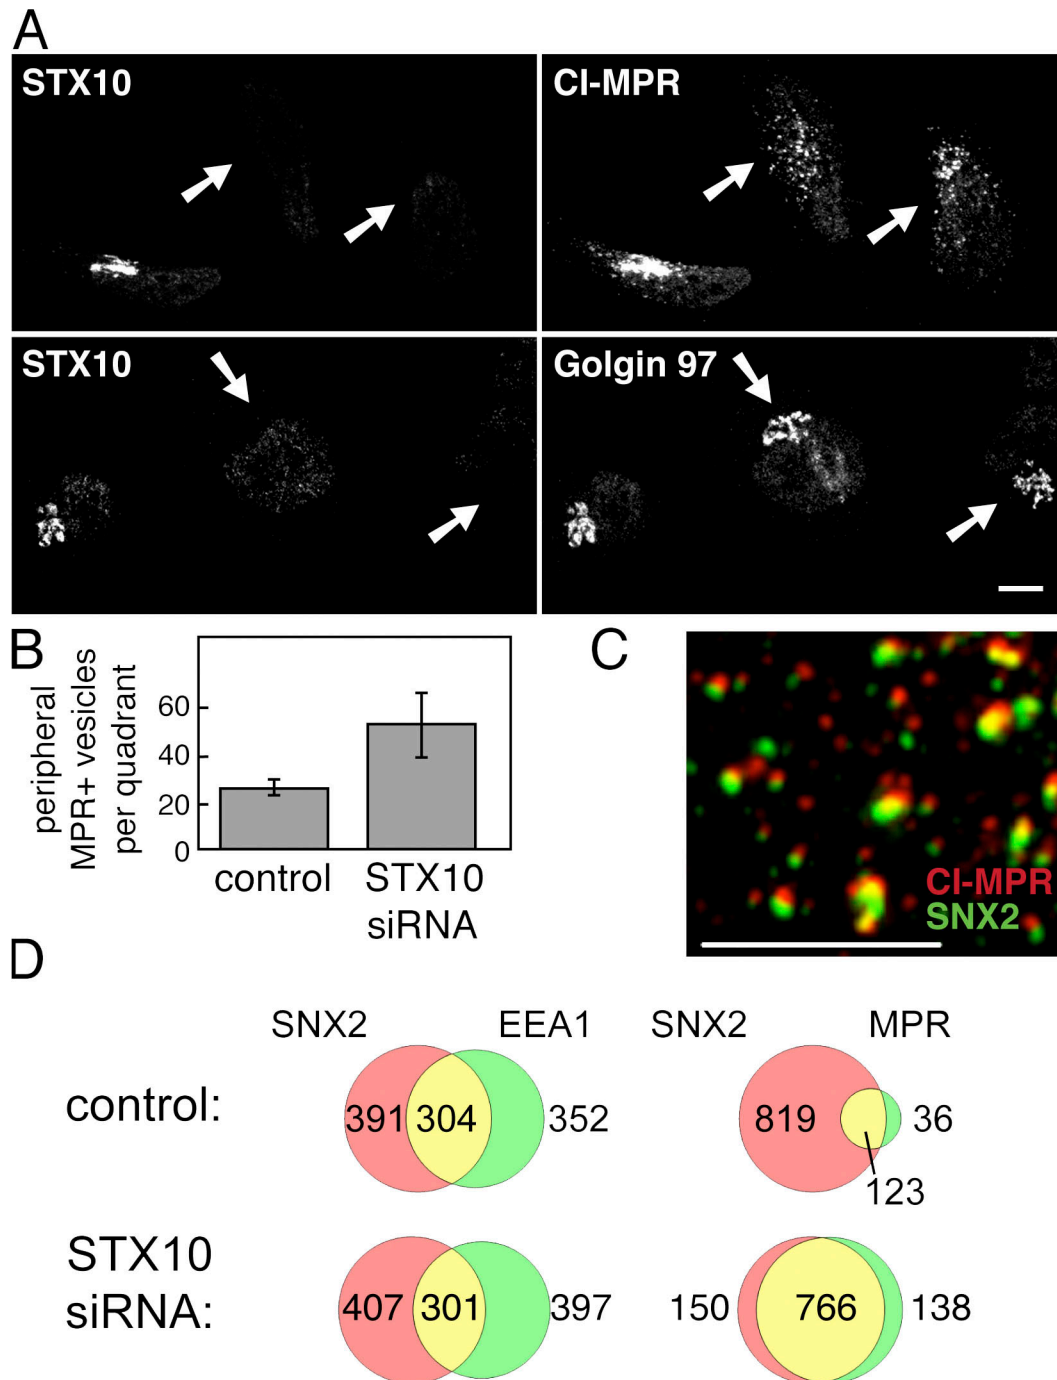 A
STX10
CI-MPR
STX10
Golgin 97
B
peripheral
MPR+ vesicles
per quadrant
60
40
20
0
control
STX10
siRNA
C
CI-MPR
SNX2
D
SNX2 EEA1 SNX2 MPR
control:
391 304 352 819 36
123
STX10
siRNA:
407 301 397 150 766 138